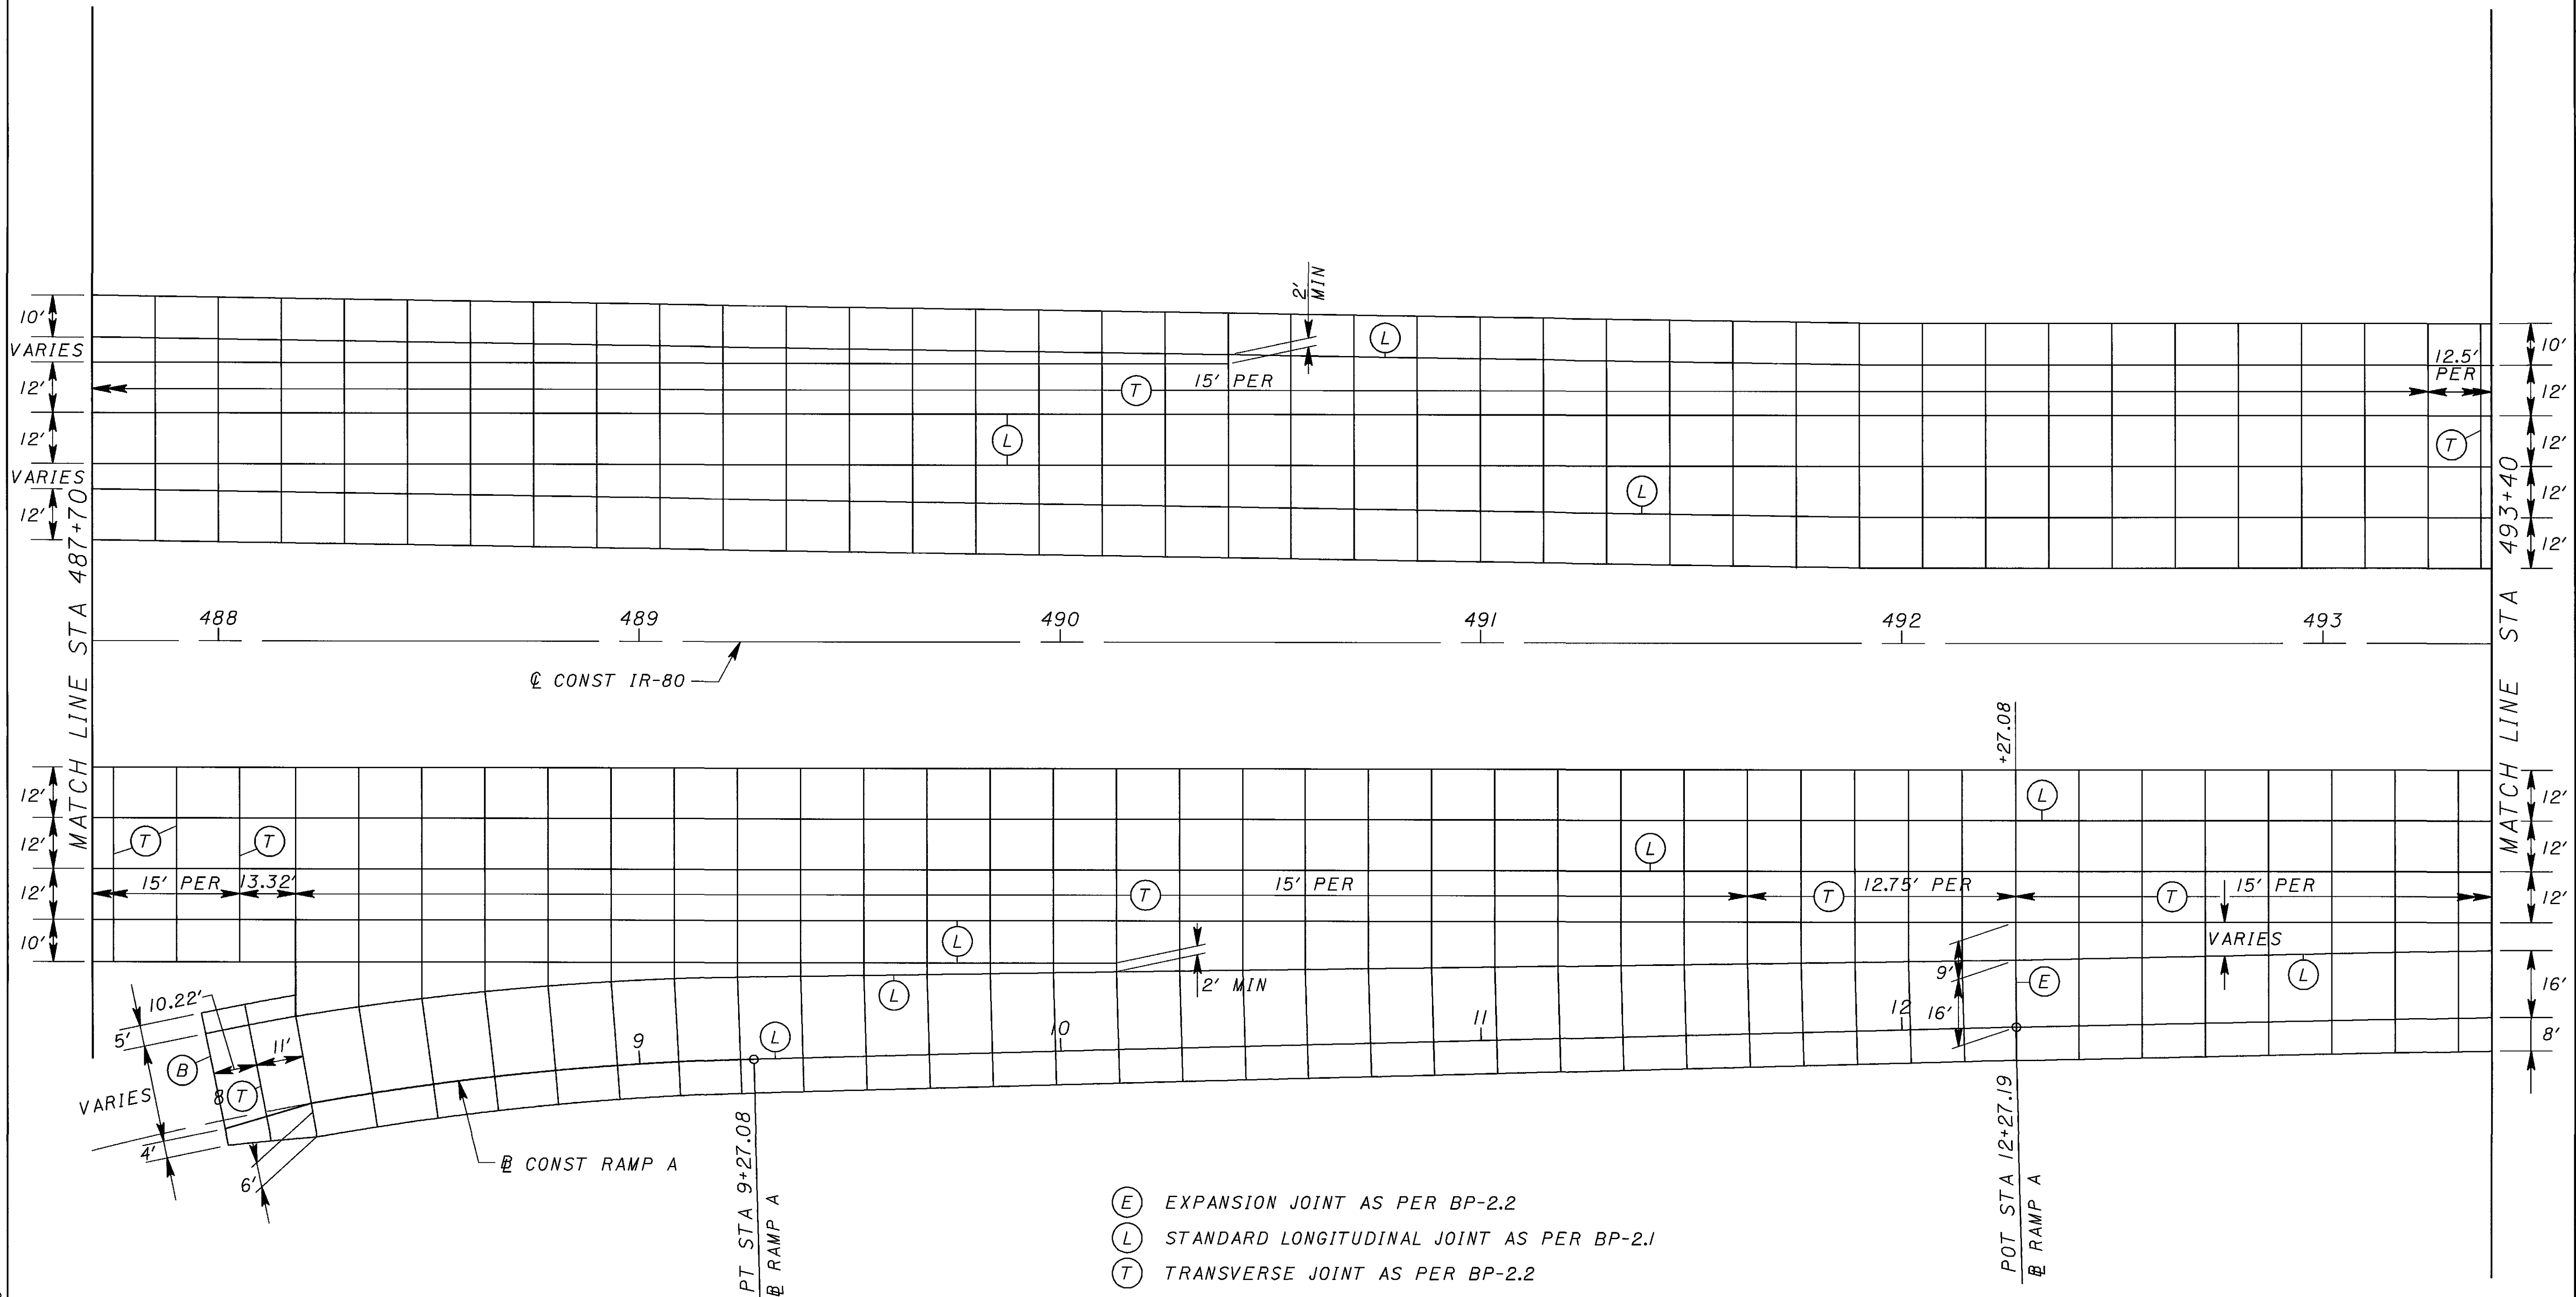 2' MIN
10'
VARIES
12'
12'
VARIES
12'
L
T
15' PER
L
L
12.5' PER
T
10'
12'
12'
12'
12'
MATCH LINE STA 487+70
MATCH LINE STA 493+40
488
489
490
491
492
493
℄ CONST IR-80
+27.08
12'
12'
12'
10'
T
T
15' PER
13.32'
T
15' PER
L
L
T
12.75' PER
T
15' PER
L
VARIES
12'
12'
12'
16'
8'
L
L
2' MIN
9'
16'
E
L
10.22'
5'
11'
B
8
T
VARIES
4'
6'
9
10
11
12
L
℄ CONST RAMP A
PT STA 9+27.08
℄ RAMP A
POT STA 12+27.19
℄ RAMP A
E EXPANSION JOINT AS PER BP-2.2
L STANDARD LONGITUDINAL JOINT AS PER BP-2.1
T TRANSVERSE JOINT AS PER BP-2.2